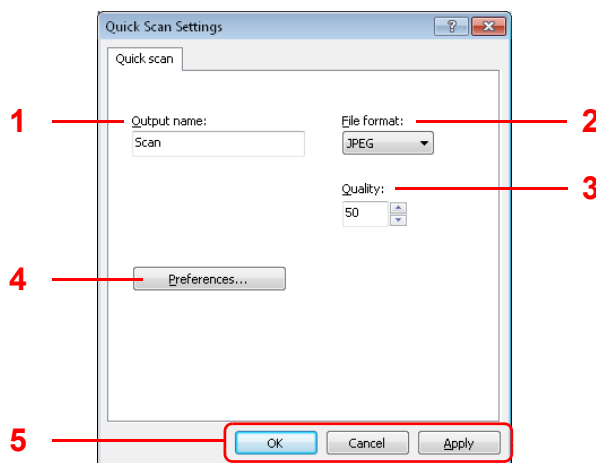 Quick Scan Settings
?
Quick scan
1
Output name:
File format:
2
Scan
JPEG
Quality:
3
50
4
Preferences...
5
OK
Cancel
Apply